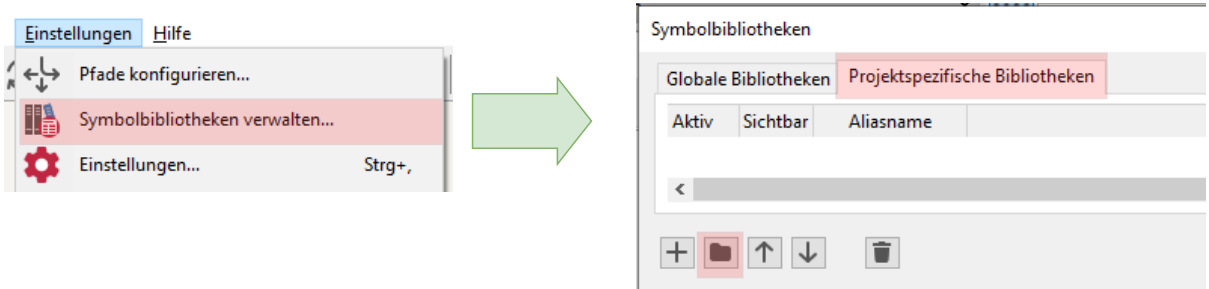 Einstellungen Hilfe
Pfade konfigurieren...
Symbolbibliotheken verwalten...
Einstellungen... Strg+,
Symbolbibliotheken
Globale Bibliotheken Projektspezifische Bibliotheken
Aktiv Sichtbar Aliasname